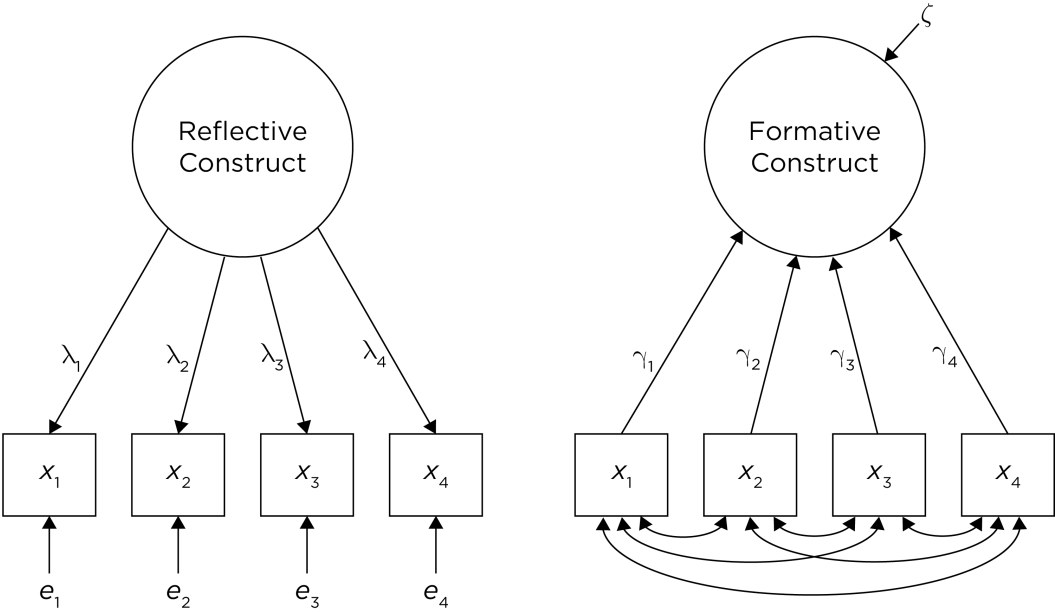 ζ
Reflective
Construct
Formative
Construct
λ₁ λ₂ λ₃ λ₄
γ₁ γ₂ γ₃ γ₄
x₁ x₂ x₃ x₄
x₁ x₂ x₃ x₄
e₁ e₂ e₃ e₄